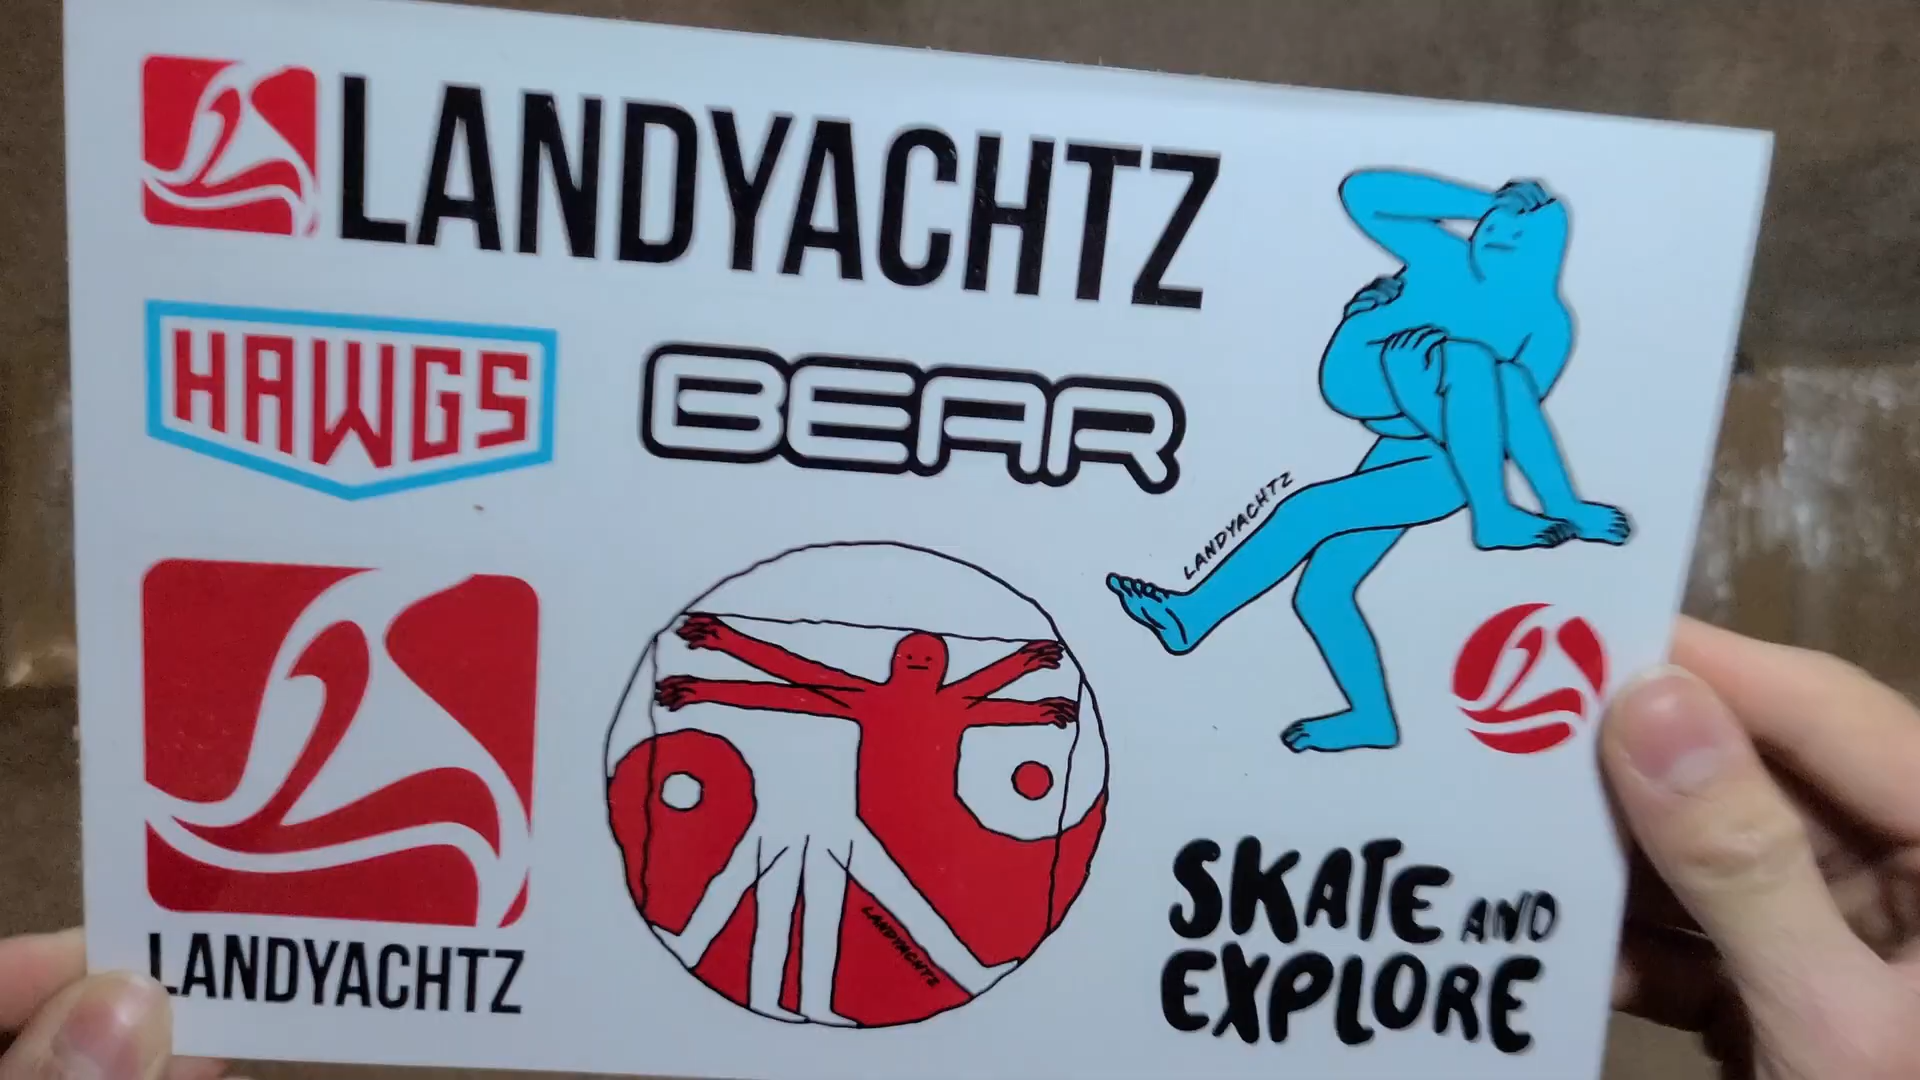 LANDYACHTZ
HAWGS
BEAR
LANDYACHTZ
LANDYACHTZ
LANDYACHTZ
SKATE AND
EXPLORE